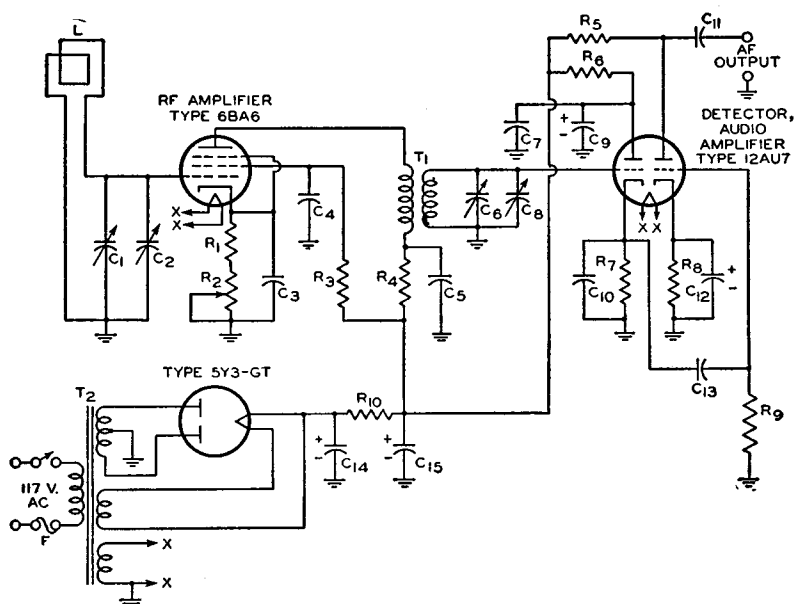 L
RF AMPLIFIER
TYPE 6BA6
R5
C11
AF
OUTPUT
R6
DETECTOR,
AUDIO
AMPLIFIER
TYPE 12AU7
C7
+
-
C9
T1
C4
C6
C8
X
X
X X
C1
C2
R1
R2
C3
R3
R4
C5
C10
R7
R8
C12
+
-
C13
R9
TYPE 5Y3-GT
T2
R10
+
-
C14
+
-
C15
117 V.
AC
F
X
X